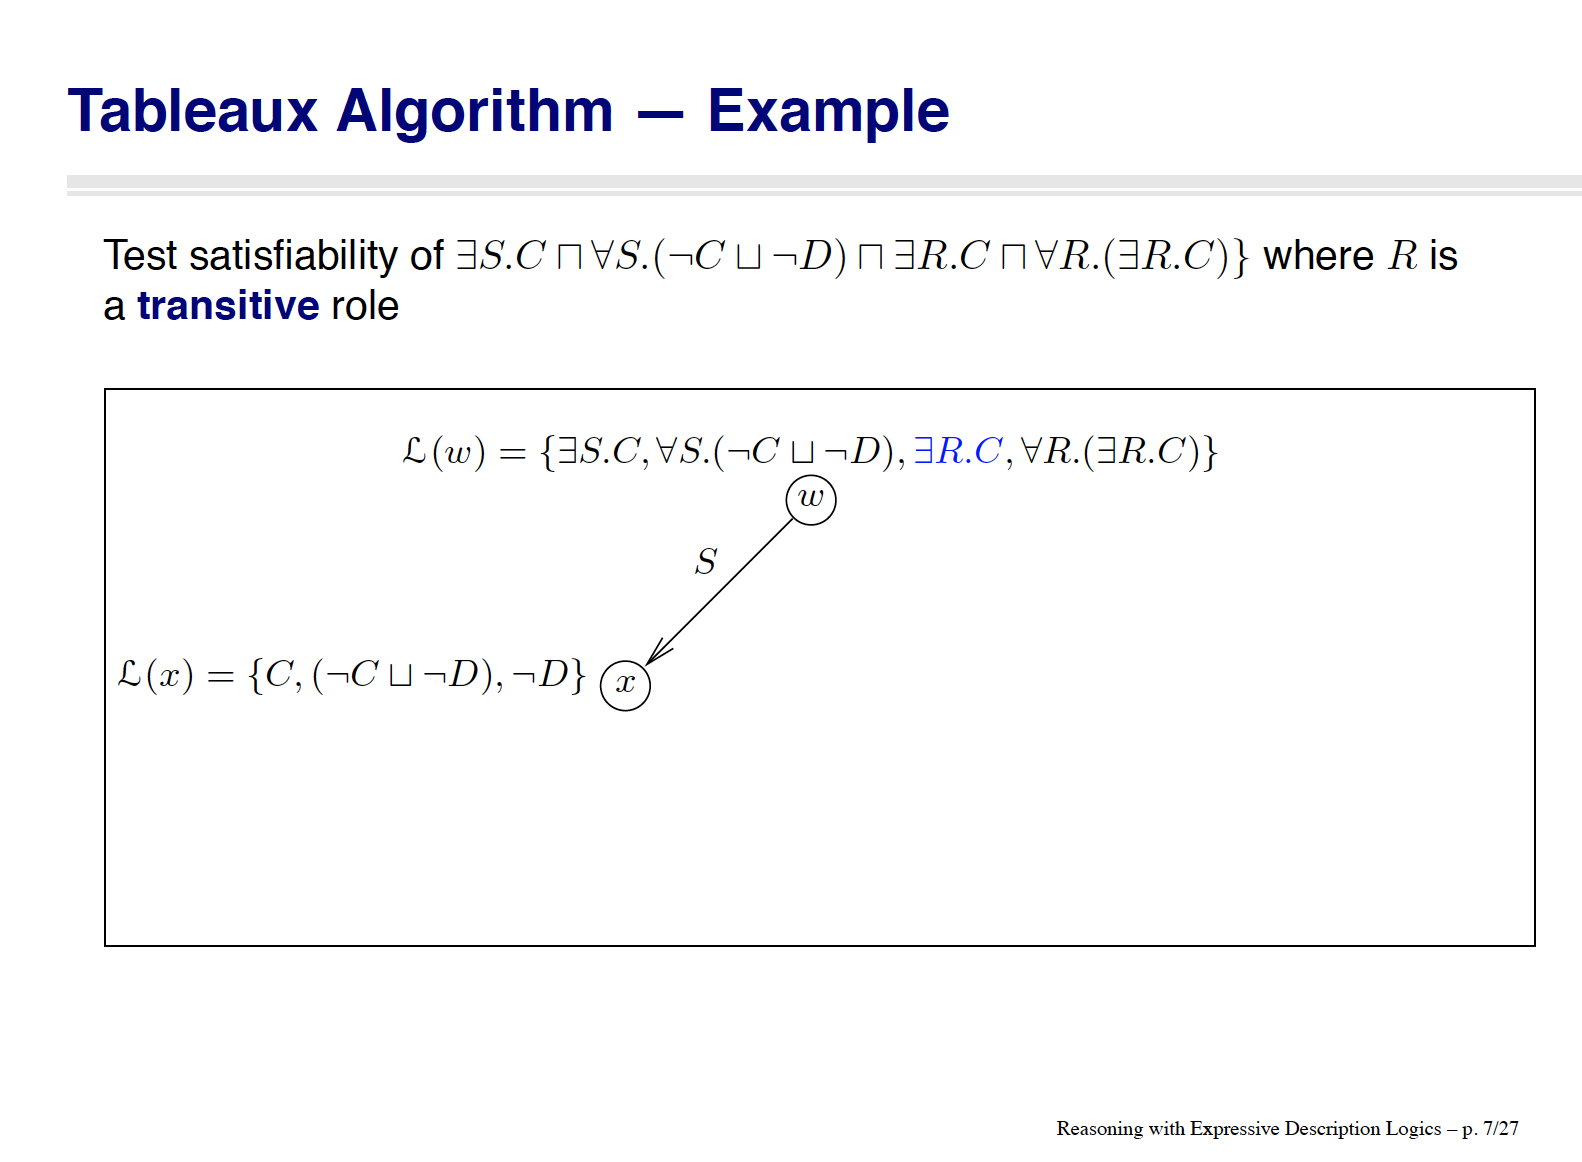 Tableaux Algorithm — Example
Test satisfiability of ∃S.C ⊓ ∀S.(¬C ⊔ ¬D) ⊓ ∃R.C ⊓ ∀R.(∃R.C)} where R is
a transitive role
ℒ(w) = {∃S.C, ∀S.(¬C ⊔ ¬D), ∃R.C, ∀R.(∃R.C)}
w
S
ℒ(x) = {C, (¬C ⊔ ¬D), ¬D}
x
Reasoning with Expressive Description Logics – p. 7/27